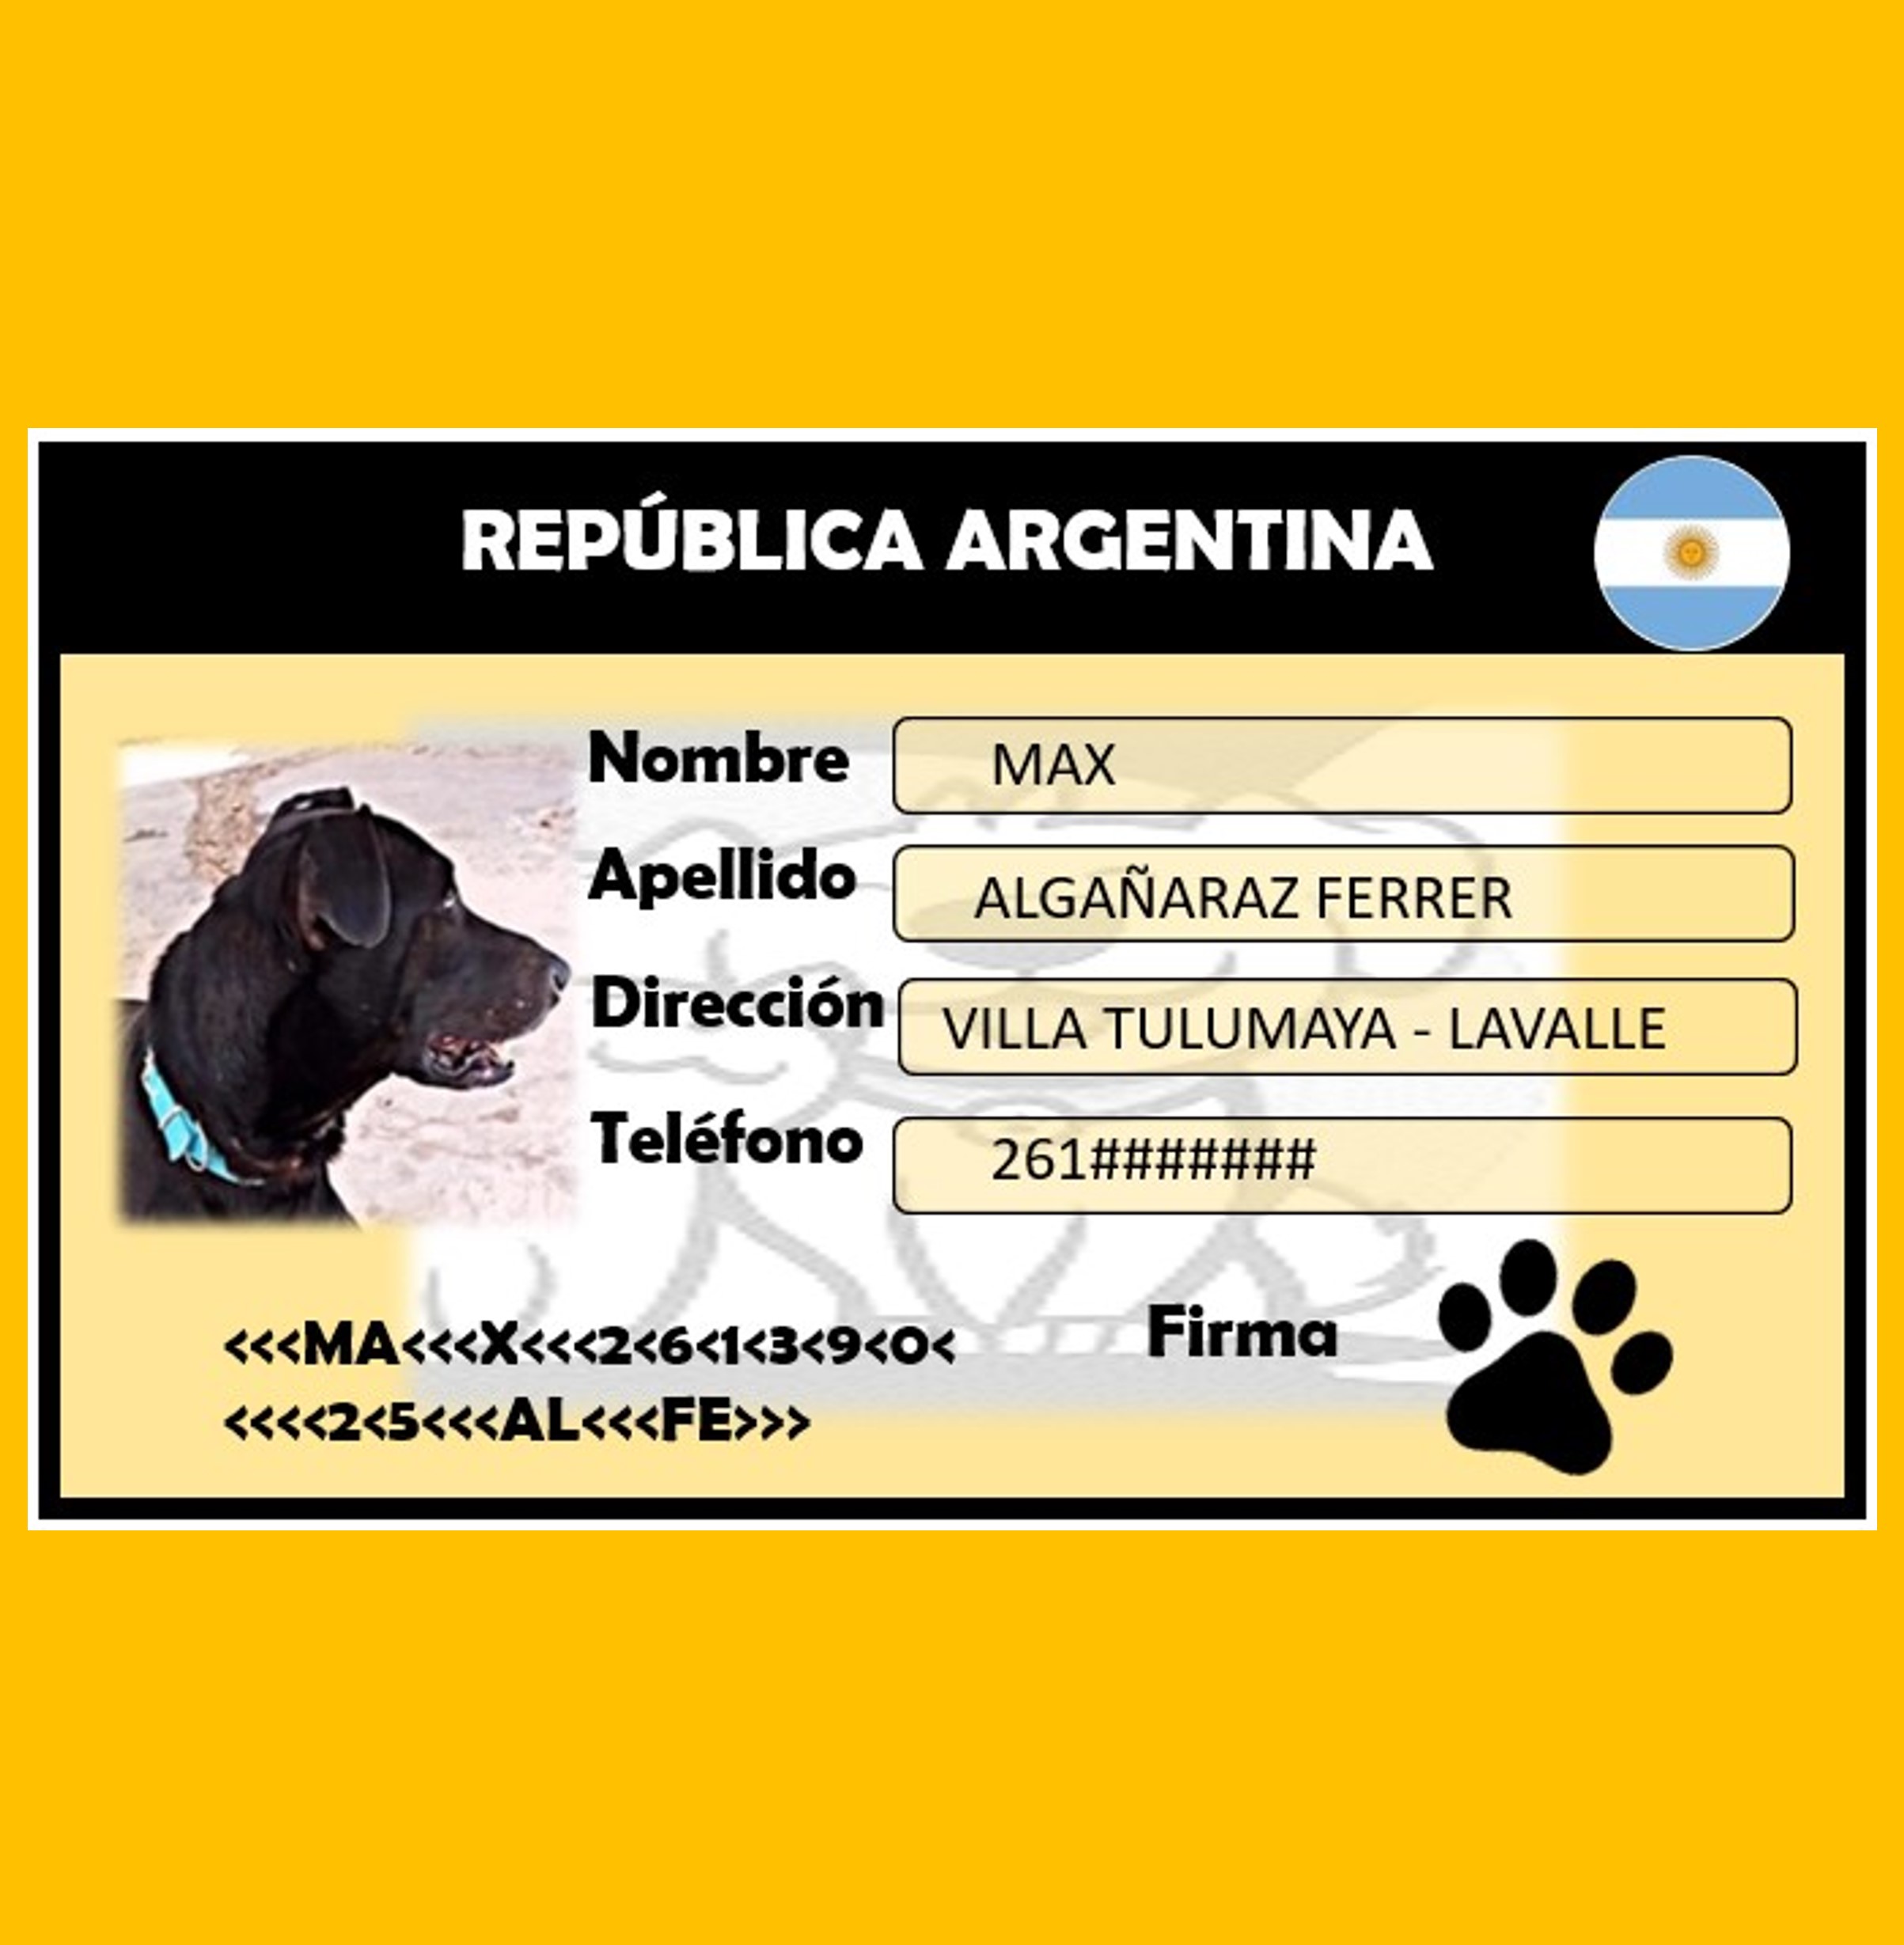 REPÚBLICA ARGENTINA
Nombre MAX
Apellido ALGAÑARAZ FERRER
Dirección VILLA TULUMAYA - LAVALLE
Teléfono 261#######
<<<MA<<<X<<<2<6<1<3<9<0<
<<<<2<5<<<AL<<<FE>>>
Firma